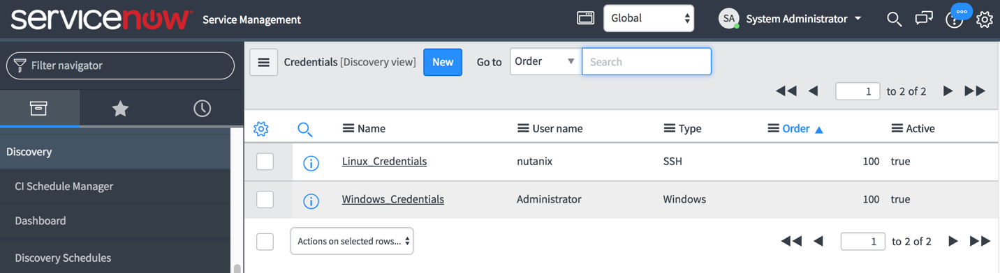 servicenow Service Management Global SA System Administrator
Filter navigator
Credentials [Discovery view] New Go to Order Search
1 to 2 of 2
Name User name Type Order Active
Discovery
Linux_Credentials nutanix SSH 100 true
CI Schedule Manager
Windows_Credentials Administrator Windows 100 true
Dashboard
Actions on selected rows... 1 to 2 of 2
Discovery Schedules